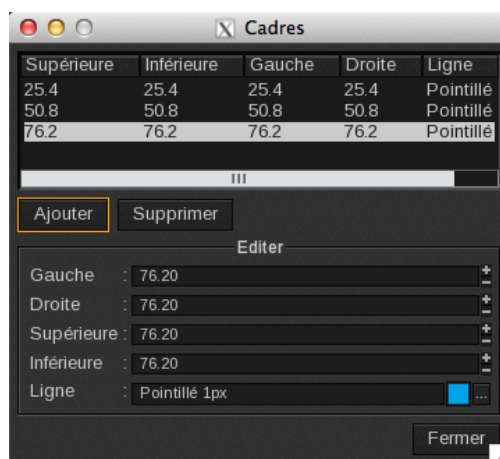 Cadres
Supérieure Inférieure Gauche Droite Ligne
25.4 25.4 25.4 25.4 Pointillé
50.8 50.8 50.8 50.8 Pointillé
76.2 76.2 76.2 76.2 Pointillé
Ajouter Supprimer
Editer
Gauche : 76.20
Droite : 76.20
Supérieure : 76.20
Inférieure : 76.20
Ligne : Pointillé 1px ...
Fermer